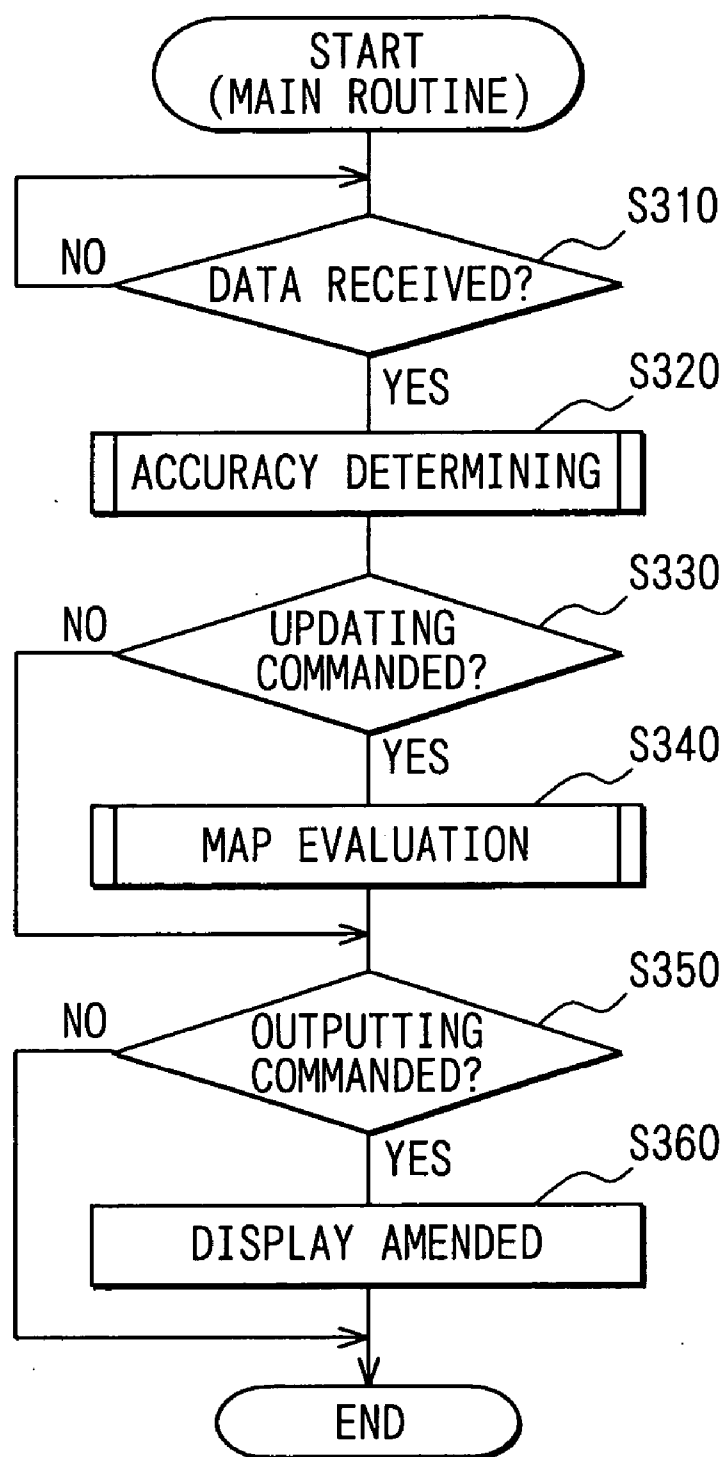 START
(MAIN ROUTINE)
S310
NO
DATA RECEIVED?
YES
S320
ACCURACY DETERMINING
S330
NO
UPDATING
COMMANDED?
YES
S340
MAP EVALUATION
S350
NO
OUTPUTTING
COMMANDED?
YES
S360
DISPLAY AMENDED
END